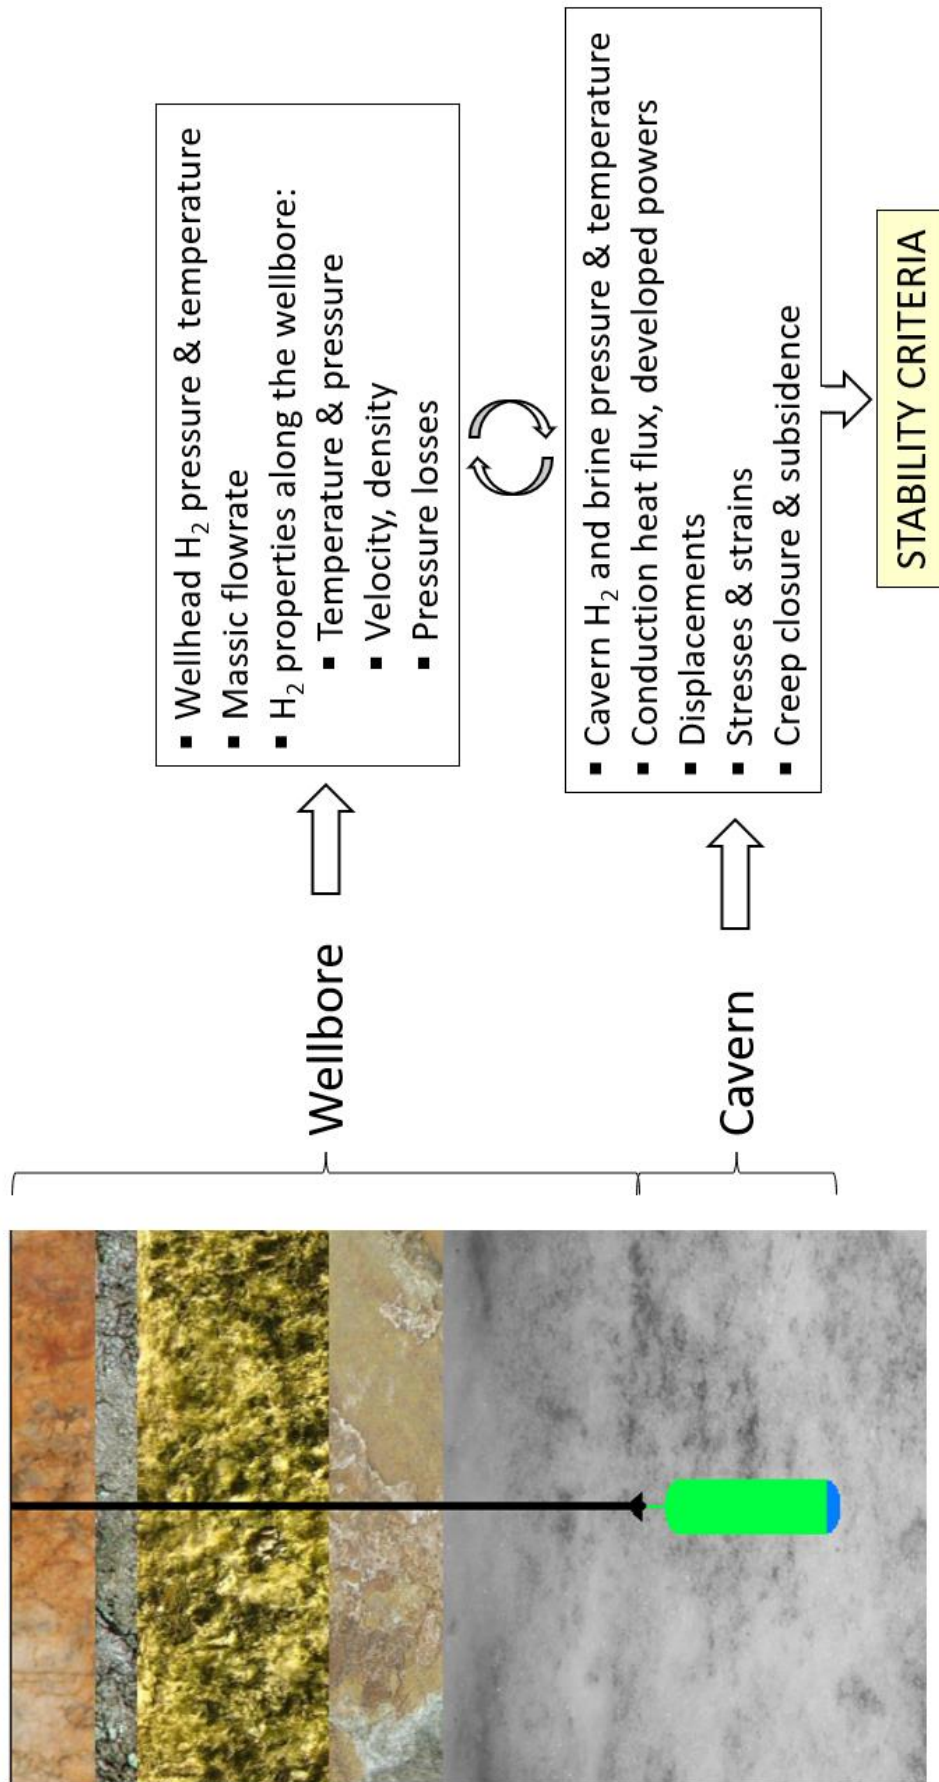 Wellbore
▪ Wellhead H₂ pressure & temperature
▪ Massic flowrate
▪ H₂ properties along the wellbore:
▪ Temperature & pressure
▪ Velocity, density
▪ Pressure losses
Cavern
▪ Cavern H₂ and brine pressure & temperature
▪ Conduction heat flux, developed powers
▪ Displacements
▪ Stresses & strains
▪ Creep closure & subsidence
STABILITY CRITERIA